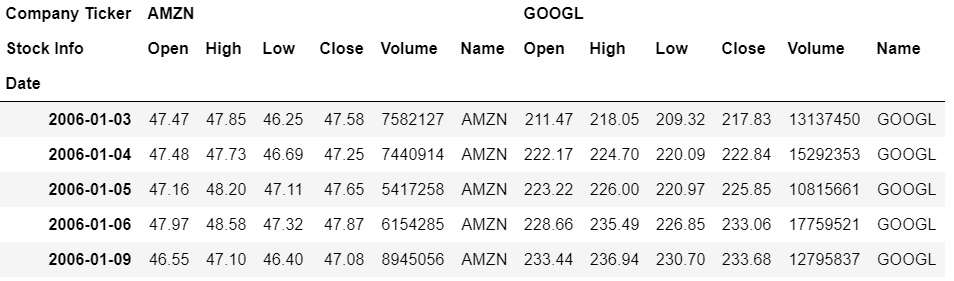 Company Ticker AMZN GOOGL
Stock Info Open High Low Close Volume Name Open High Low Close Volume Name
Date
2006-01-03 47.47 47.85 46.25 47.58 7582127 AMZN 211.47 218.05 209.32 217.83 13137450 GOOGL
2006-01-04 47.48 47.73 46.69 47.25 7440914 AMZN 222.17 224.70 220.09 222.84 15292353 GOOGL
2006-01-05 47.16 48.20 47.11 47.65 5417258 AMZN 223.22 226.00 220.97 225.85 10815661 GOOGL
2006-01-06 47.97 48.58 47.32 47.87 6154285 AMZN 228.66 235.49 226.85 233.06 17759521 GOOGL
2006-01-09 46.55 47.10 46.40 47.08 8945056 AMZN 233.44 236.94 230.70 233.68 12795837 GOOGL